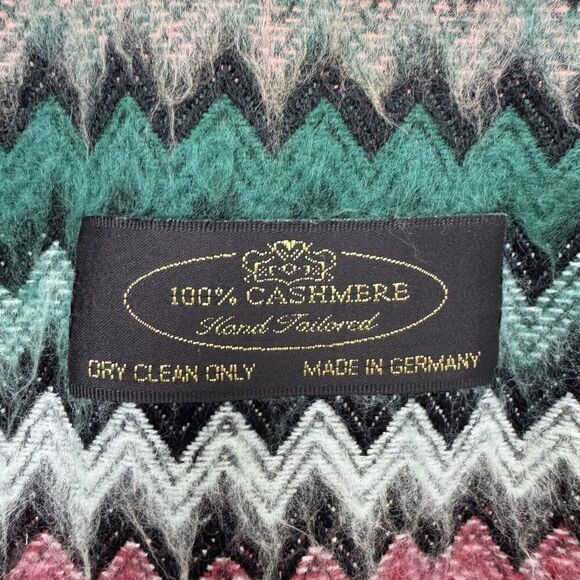 100% CASHMERE
Hand Tailored
DRY CLEAN ONLY MADE IN GERMANY